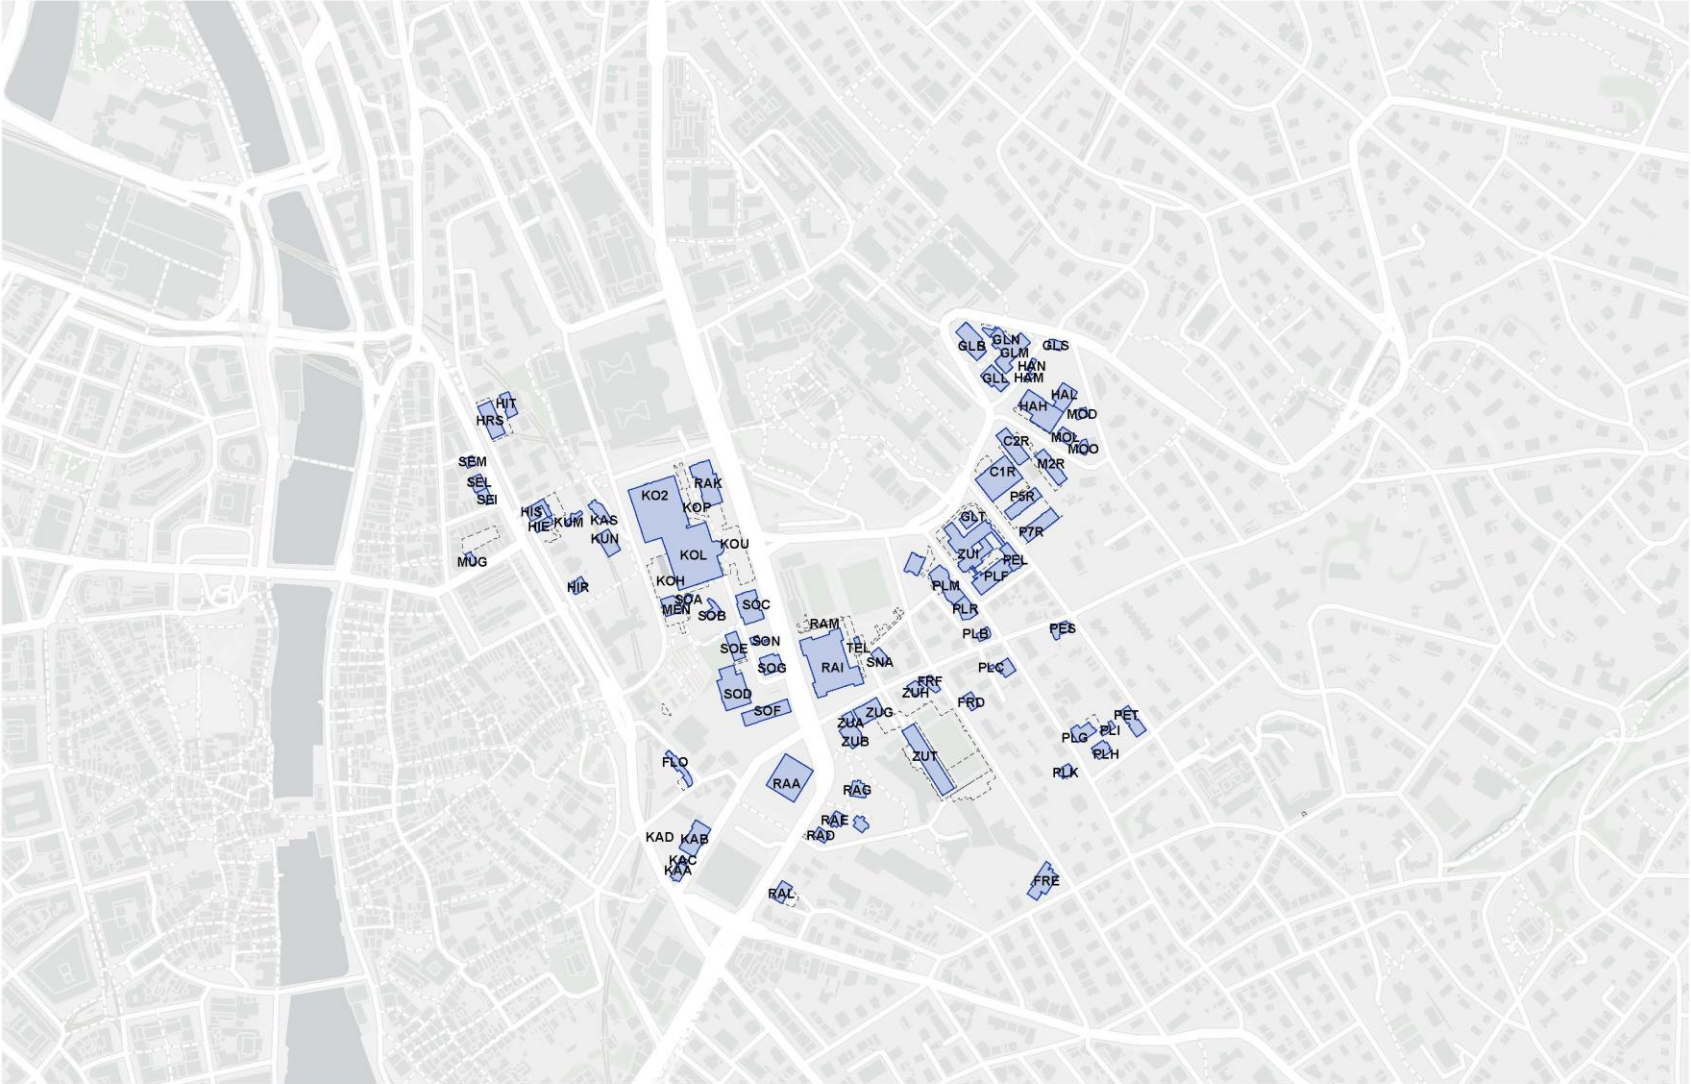 GLB
GLN
GLM
GLS
GLL
HAN
HAM
HAL
HAH
MOD
MOL
MOO
HIT
HRS
C2R
M2R
C1R
P5R
P7R
SEM
SEL
SEI
HIS
HIE
KUM
KAS
KUN
MUG
HIR
KO2
RAK
KOP
KOL
KOU
KOH
SOA
MEN
SOB
SOC
GLT
ZUI
PEL
PLF
PLM
PLR
PLB
PES
PLC
SOE
SON
SOG
SOD
SOF
RAM
RAI
TEL
SNA
FRF
ZUH
FRD
ZUG
ZUA
ZUB
ZUT
PET
PLI
PLG
PLH
PLK
FLO
RAA
RAG
RAE
RAD
KAD
KAB
KAC
KAA
RAL
FRE